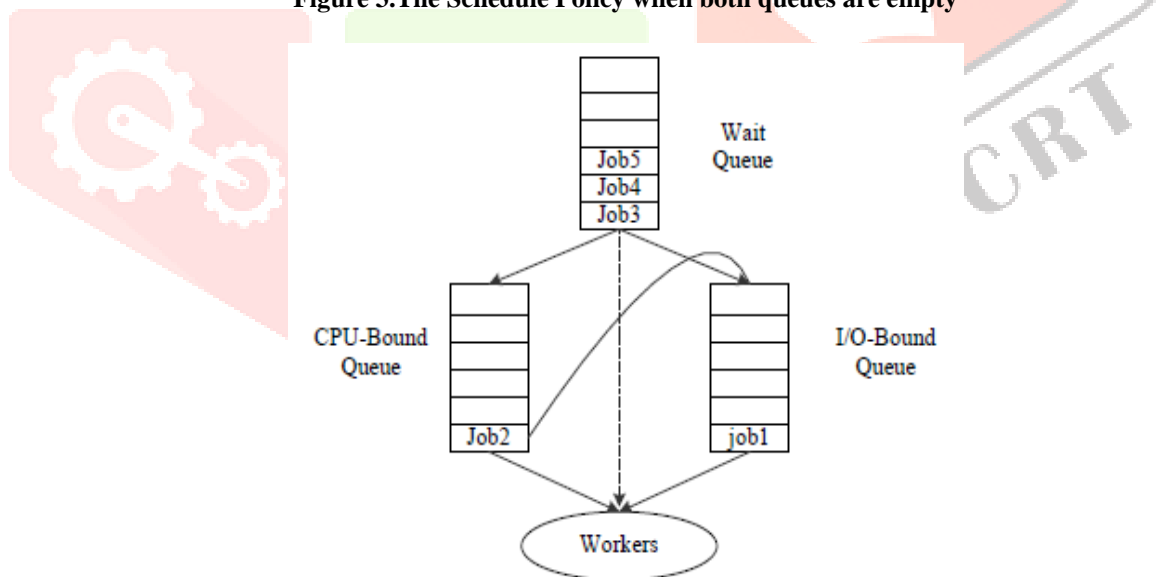 Figure 3.The Schedule Policy when both queues are empty
Wait
Queue
Job5
Job4
Job3
CPU-Bound
Queue
I/O-Bound
Queue
Job2
job1
Workers
CRT